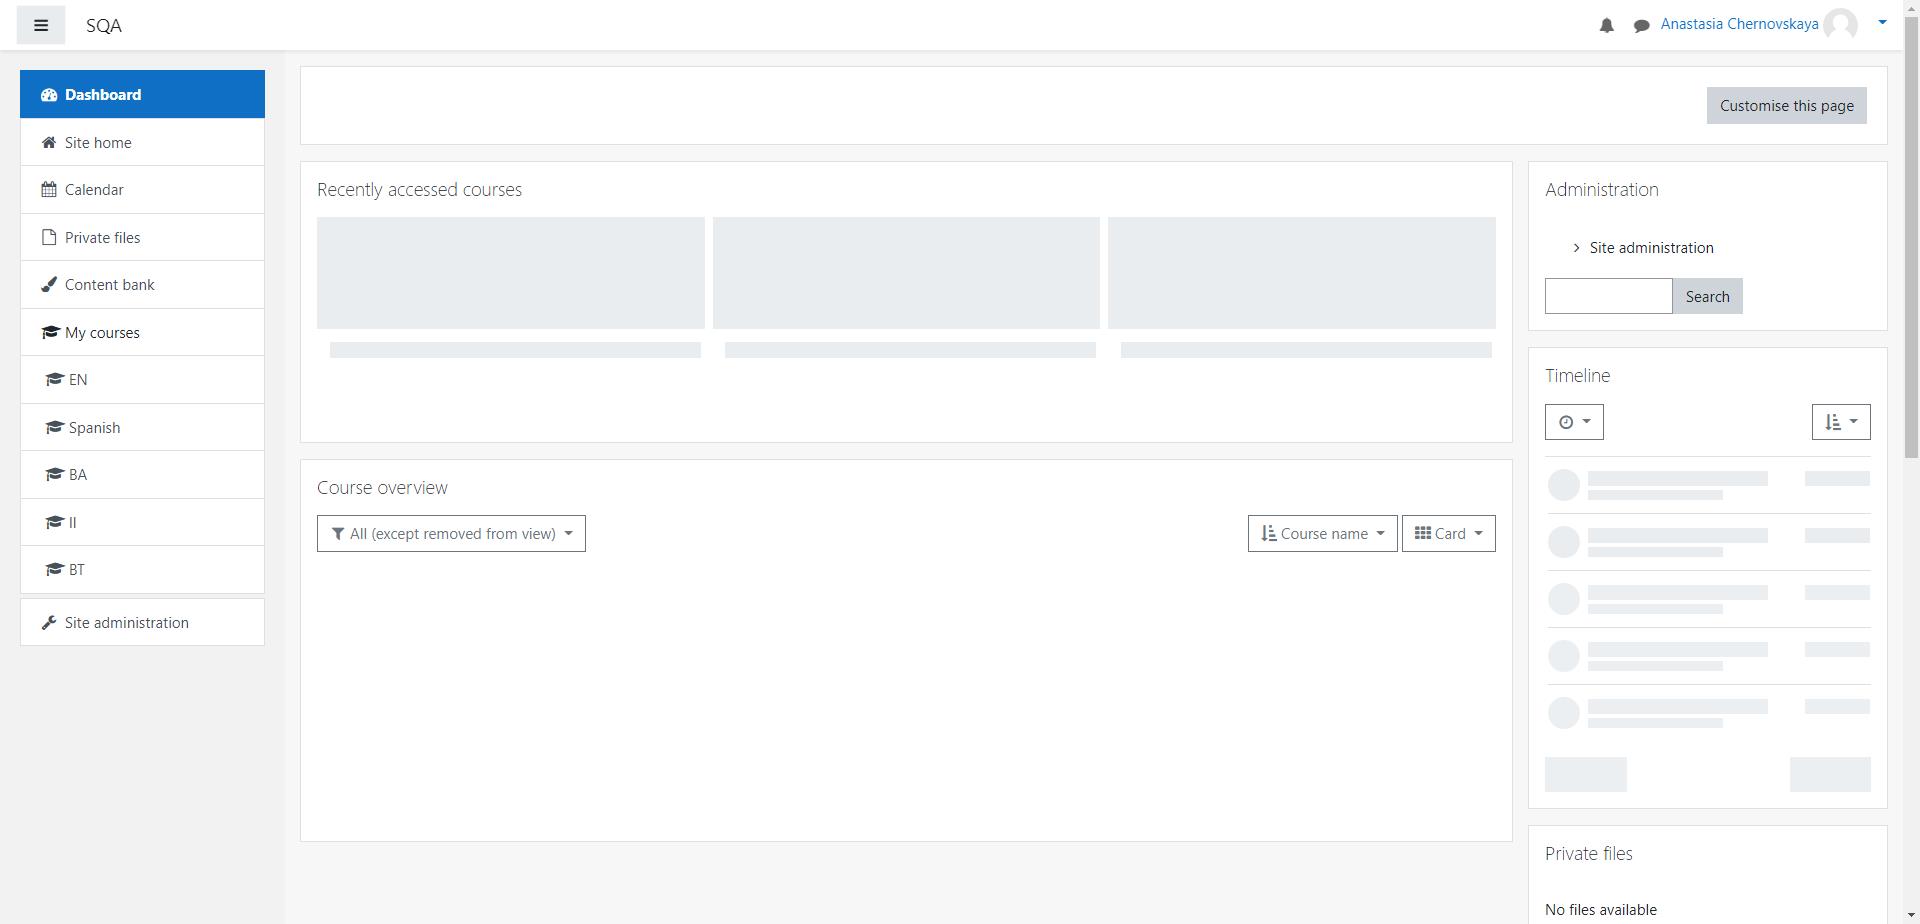 SQA
Anastasia Chernovskaya
Dashboard
Site home
Calendar
Private files
Content bank
My courses
EN
Spanish
BA
II
BT
Site administration
Customise this page
Recently accessed courses
Course overview
All (except removed from view)
Course name
Card
Administration
Site administration
Search
Timeline
Private files
No files available